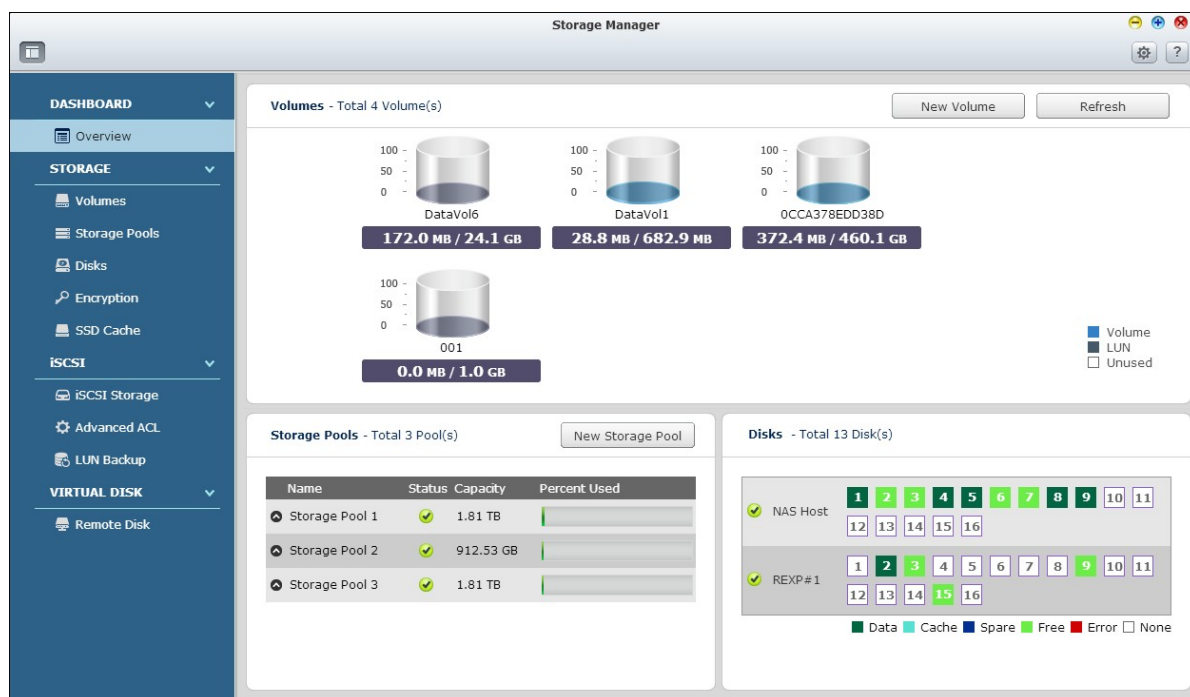 Storage Manager
?
DASHBOARD
Overview
STORAGE
Volumes
Storage Pools
Disks
Encryption
SSD Cache
iSCSI
iSCSI Storage
Advanced ACL
LUN Backup
VIRTUAL DISK
Remote Disk
Volumes - Total 4 Volume(s)
New Volume
Refresh
100
50
0
DataVol6
172.0 MB / 24.1 GB
100
50
0
DataVol1
28.8 MB / 682.9 MB
100
50
0
0CCA378EDD38D
372.4 MB / 460.1 GB
100
50
0
001
0.0 MB / 1.0 GB
Volume
LUN
Unused
Storage Pools - Total 3 Pool(s)
New Storage Pool
Name Status Capacity Percent Used
Storage Pool 1 1.81 TB
Storage Pool 2 912.53 GB
Storage Pool 3 1.81 TB
Disks - Total 13 Disk(s)
NAS Host
1 2 3 4 5 6 7 8 9 10 11
12 13 14 15 16
REXP#1
1 2 3 4 5 6 7 8 9 10 11
12 13 14 15 16
Data Cache Spare Free Error None